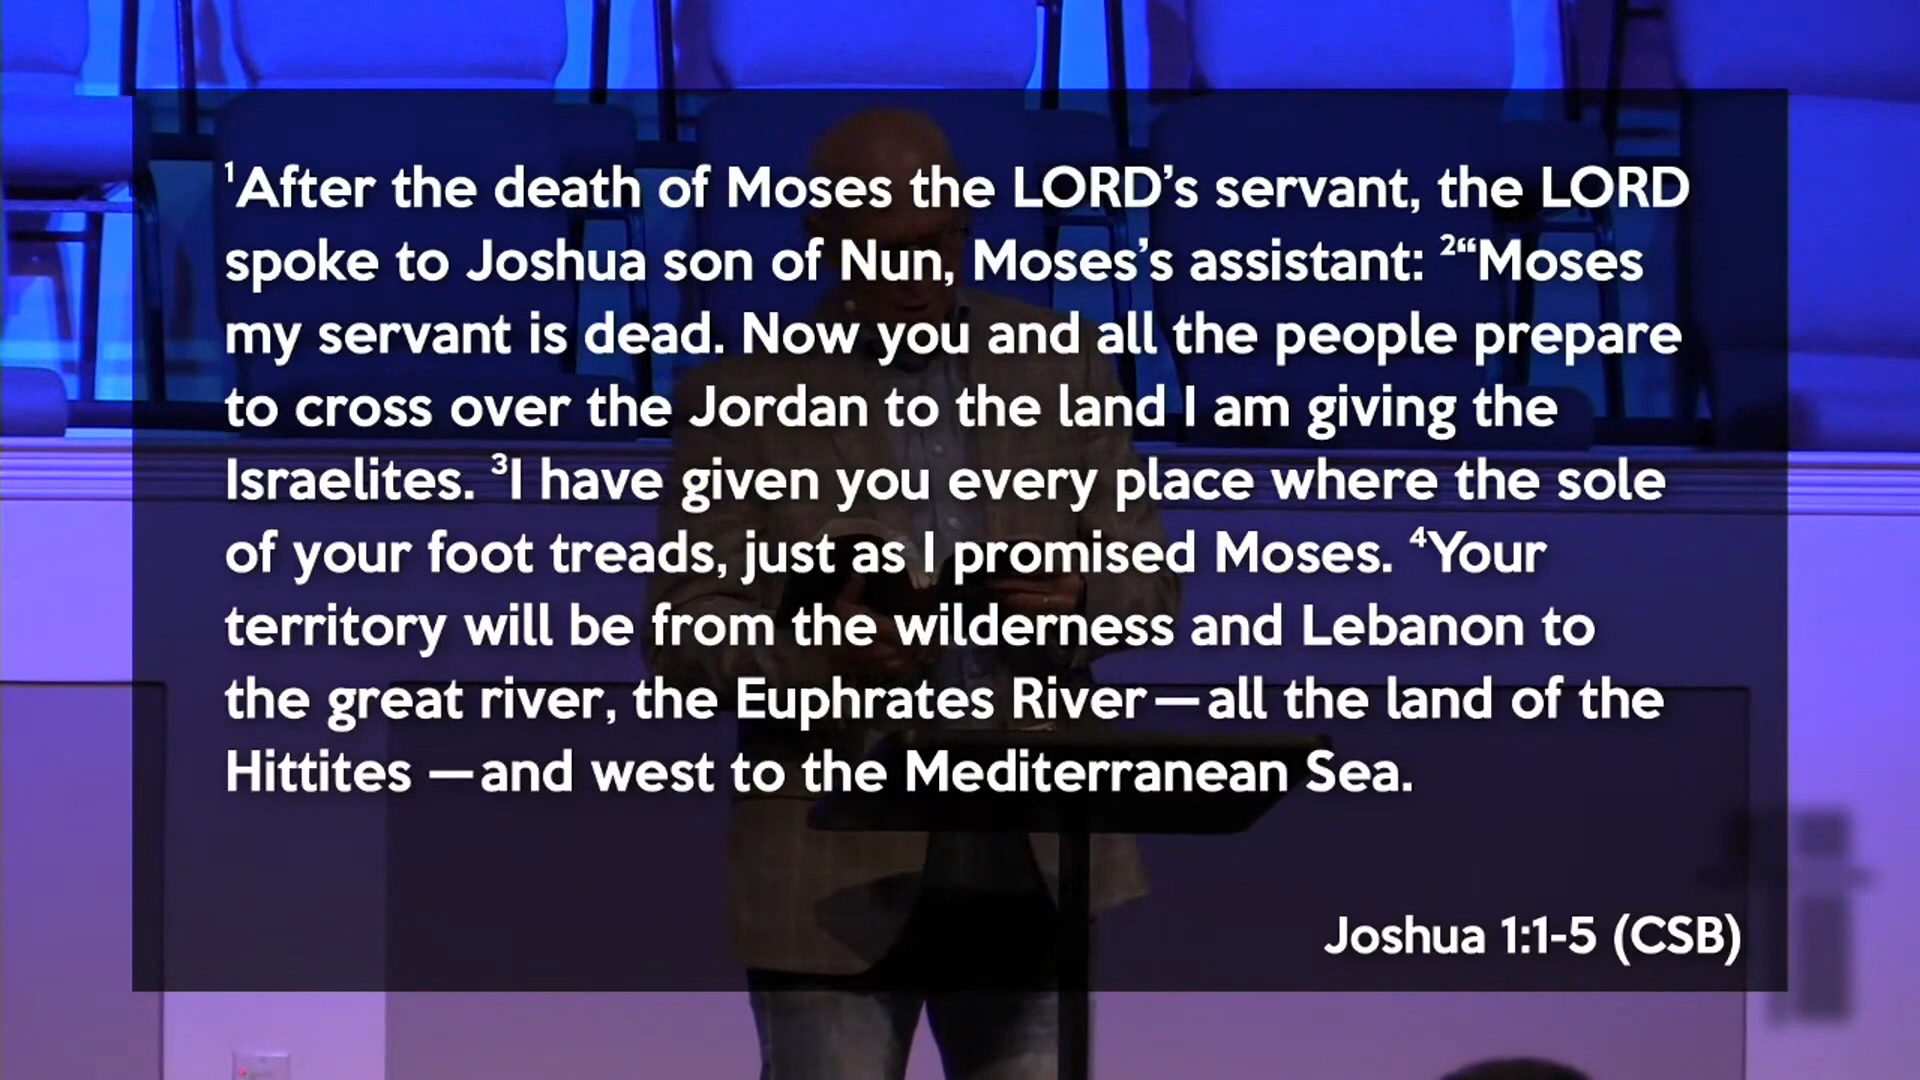 ¹After the death of Moses the LORD’s servant, the LORD
spoke to Joshua son of Nun, Moses’s assistant: ²“Moses
my servant is dead. Now you and all the people prepare
to cross over the Jordan to the land I am giving the
Israelites. ³I have given you every place where the sole
of your foot treads, just as I promised Moses. ⁴Your
territory will be from the wilderness and Lebanon to
the great river, the Euphrates River—all the land of the
Hittites —and west to the Mediterranean Sea.
Joshua 1:1-5 (CSB)